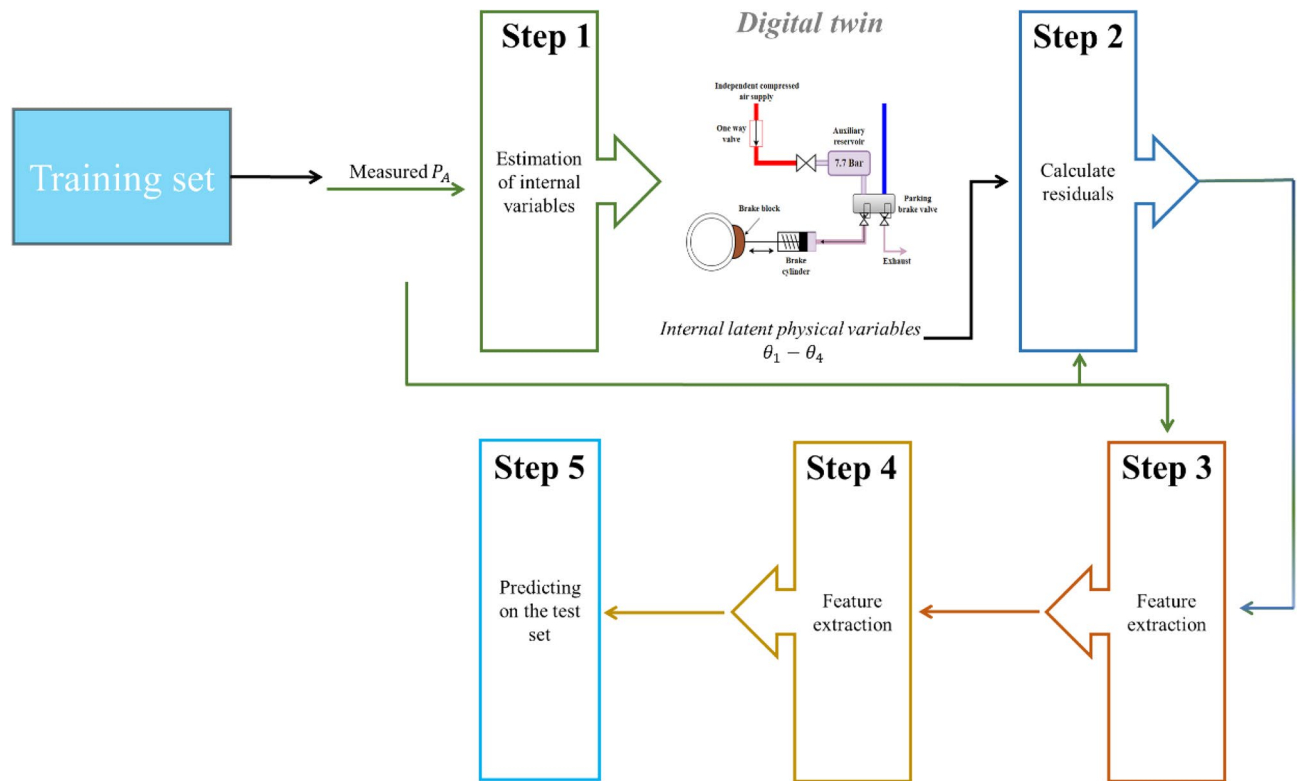 Step 1
Digital twin
Step 2
Training set
Measured P_A
Estimation
of internal
variables
Independent compressed
air supply
One way
valve
Auxiliary
reservoir
7.7 Bar
Parking
brake valve
Brake block
Brake
cylinder
Exhaust
Calculate
residuals
Internal latent physical variables
θ₁ − θ₄
Step 5
Step 4
Step 3
Predicting
on the test
set
Feature
extraction
Feature
extraction